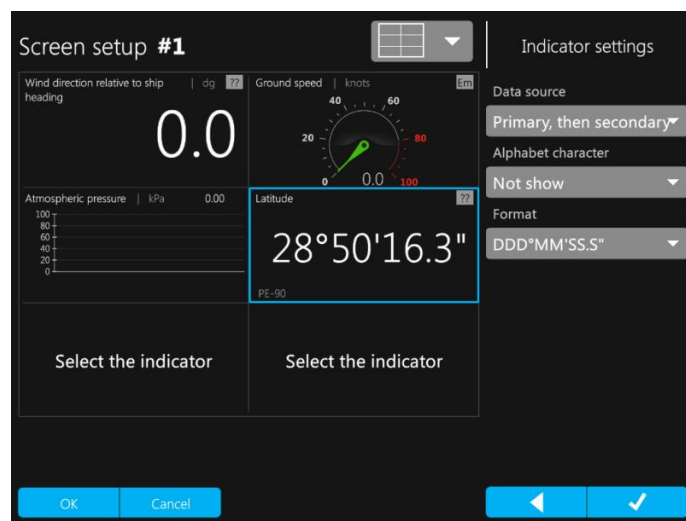 Screen setup #1
Indicator settings
Wind direction relative to ship heading | dg ??
0.0
Ground speed | knots Em
40 60
20 80
0 0.0 100
Atmospheric pressure | kPa 0.00
100
80
60
40
20
0
Latitude ??
28°50'16.3"
PE-90
Select the indicator
Select the indicator
Data source
Primary, then secondary
Alphabet character
Not show
Format
DDD°MM'SS.S"
OK Cancel